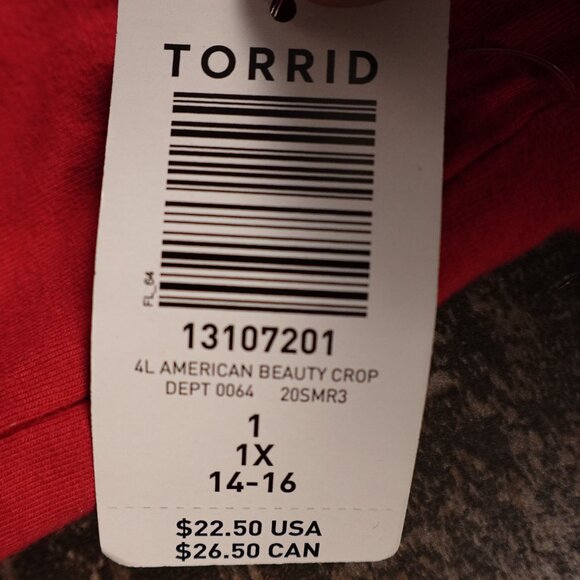 TORRID
FL_64
13107201
4L AMERICAN BEAUTY CROP
DEPT 0064 20SMR3
1
1X
14-16
$22.50 USA
$26.50 CAN